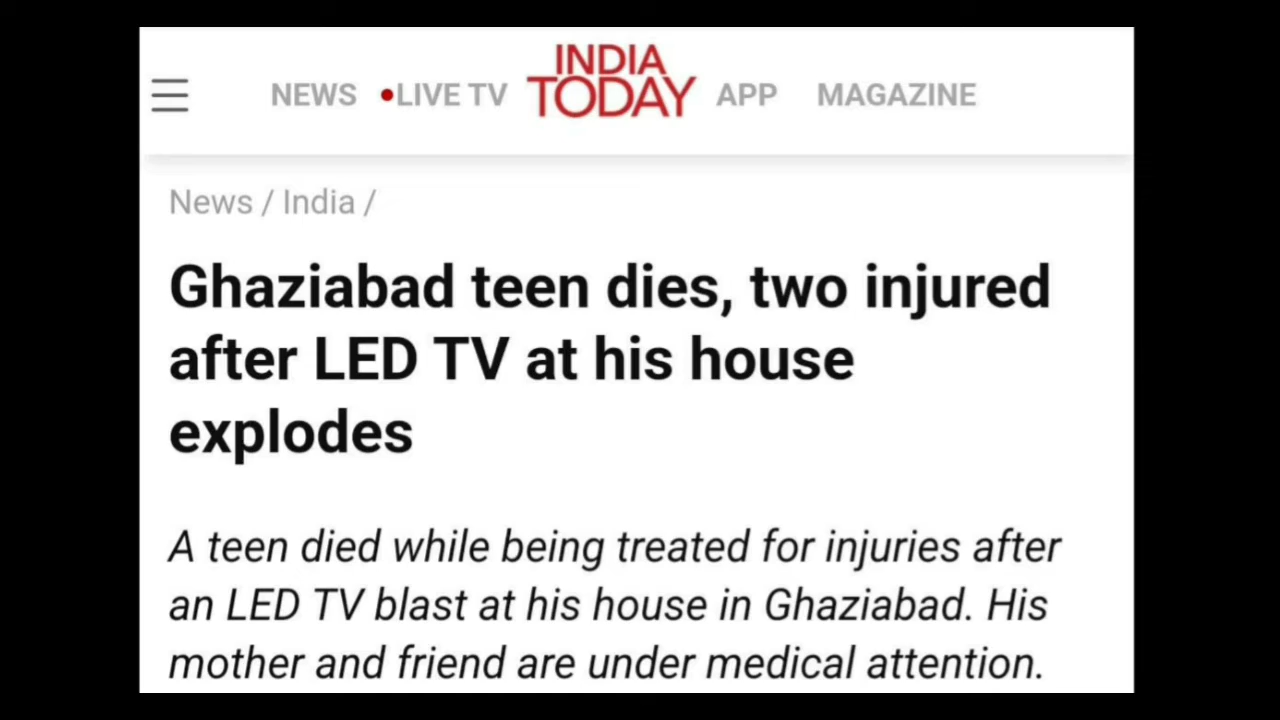 NEWS LIVE TV INDIA TODAY APP MAGAZINE
News / India /
Ghaziabad teen dies, two injured
after LED TV at his house
explodes
A teen died while being treated for injuries after
an LED TV blast at his house in Ghaziabad. His
mother and friend are under medical attention.